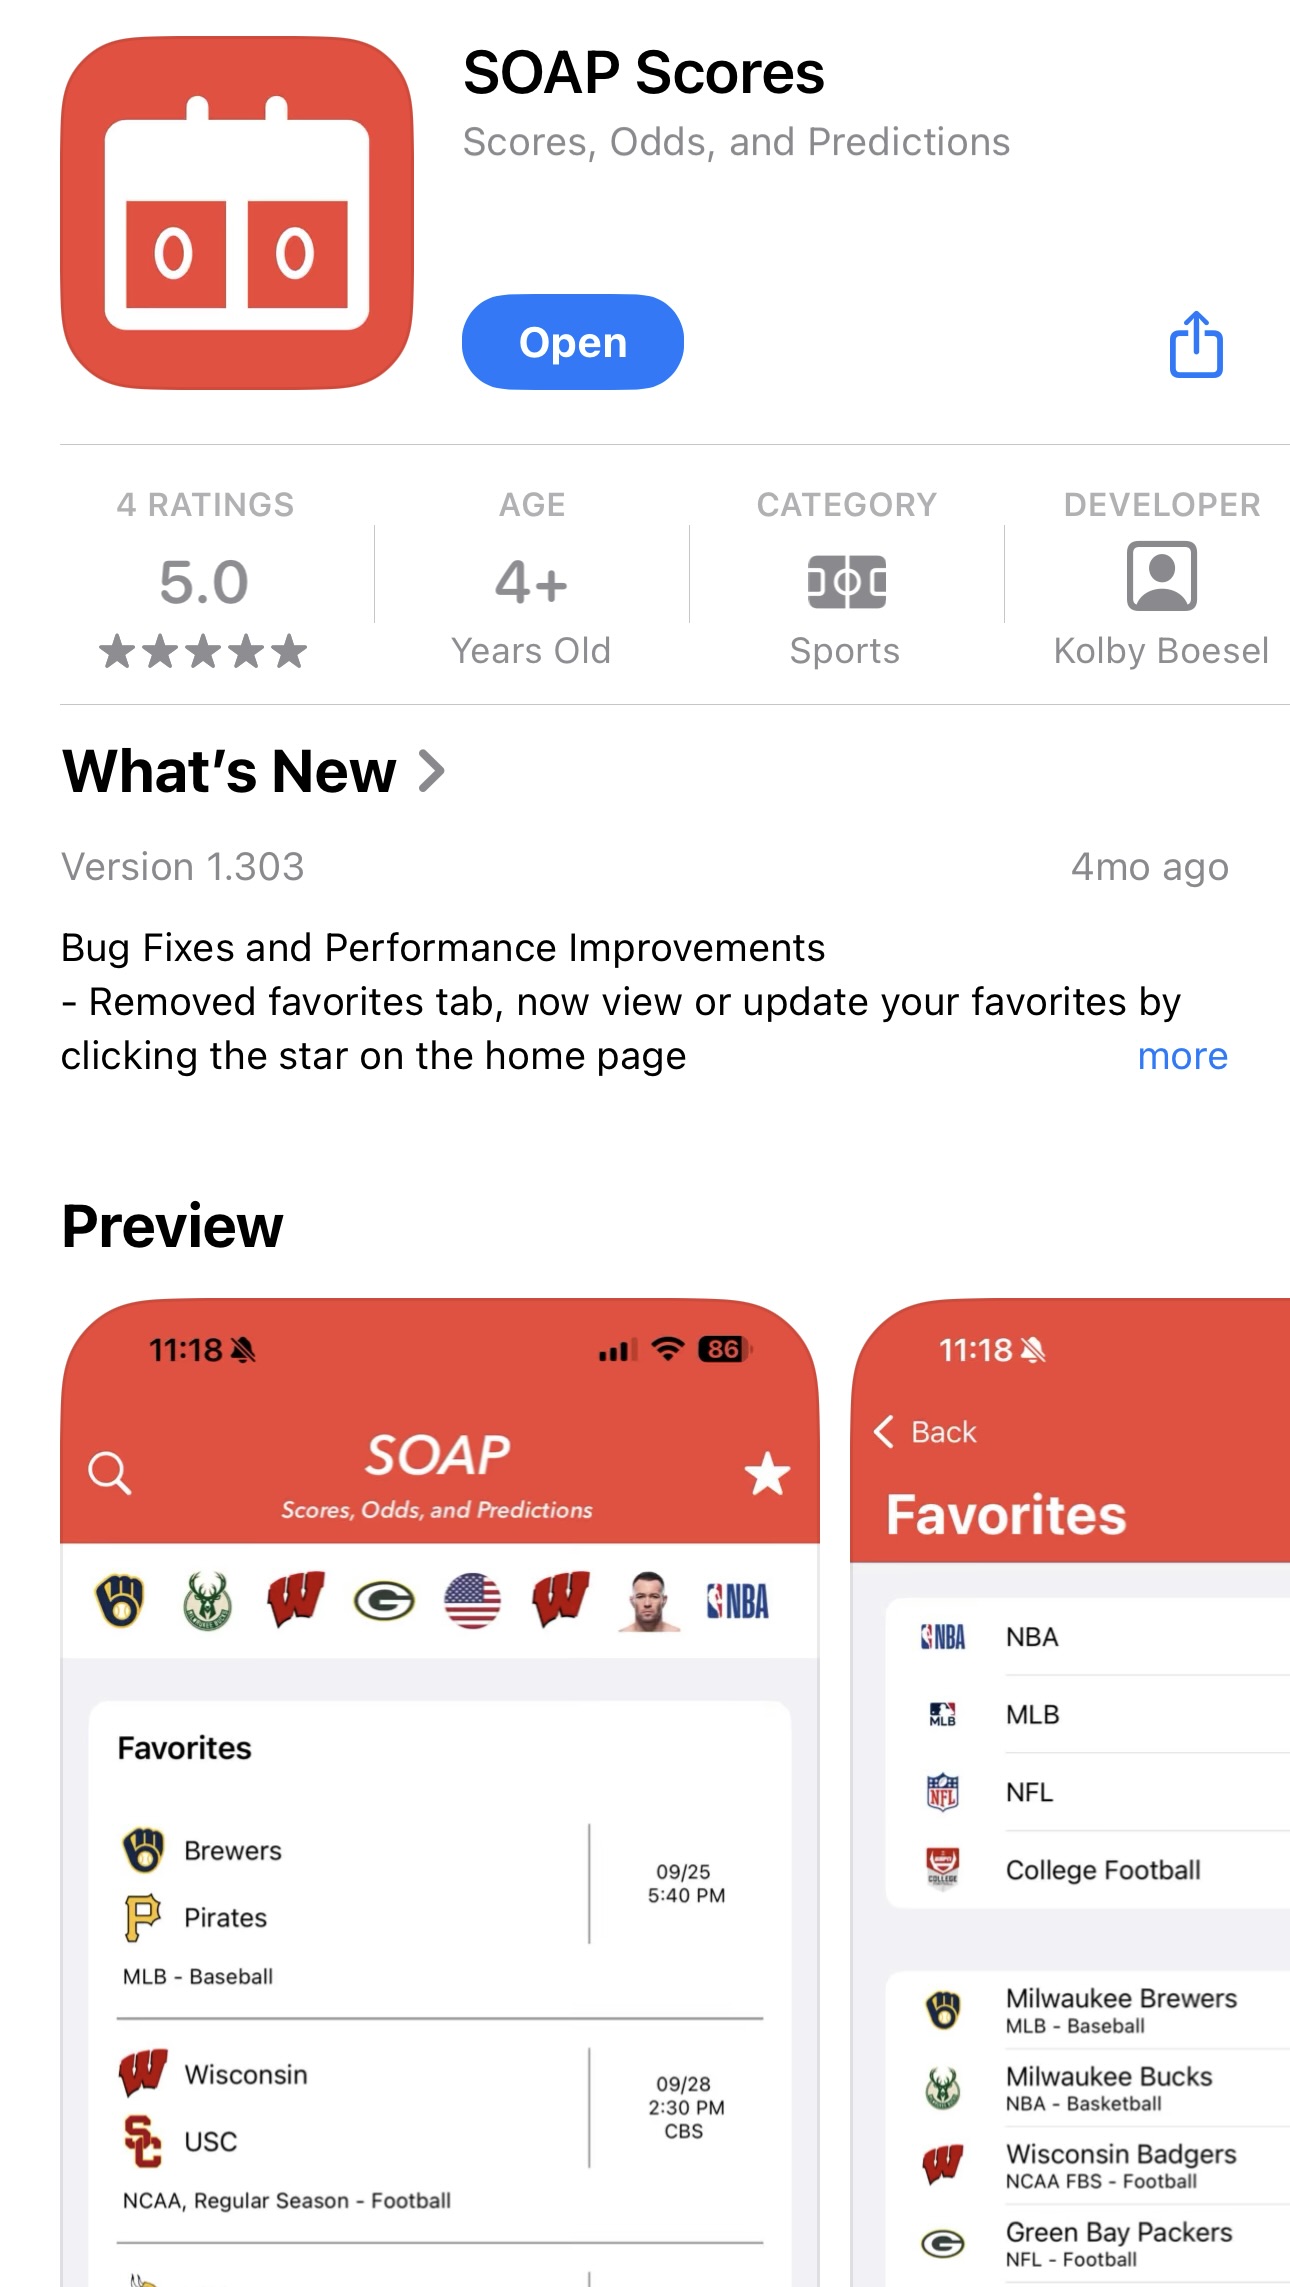 0 0
SOAP Scores
Scores, Odds, and Predictions
Open
4 RATINGS
5.0
AGE
4+
Years Old
CATEGORY
Sports
DEVELOPER
Kolby Boesel
What's New
Version 1.303
4mo ago
Bug Fixes and Performance Improvements
- Removed favorites tab, now view or update your favorites by
clicking the star on the home page
more
Preview
11:18
86
SOAP
Scores, Odds, and Predictions
W
G
W
NBA
Favorites
Brewers
09/25
5:40 PM
P
Pirates
MLB - Baseball
W
Wisconsin
09/28
2:30 PM
CBS
SC
USC
NCAA, Regular Season - Football
11:18
Back
Favorites
NBA
NBA
MLB
MLB
NFL
NFL
COLLEGE
College Football
Milwaukee Brewers
MLB - Baseball
Milwaukee Bucks
NBA - Basketball
W
Wisconsin Badgers
NCAA FBS - Football
G
Green Bay Packers
NFL - Football